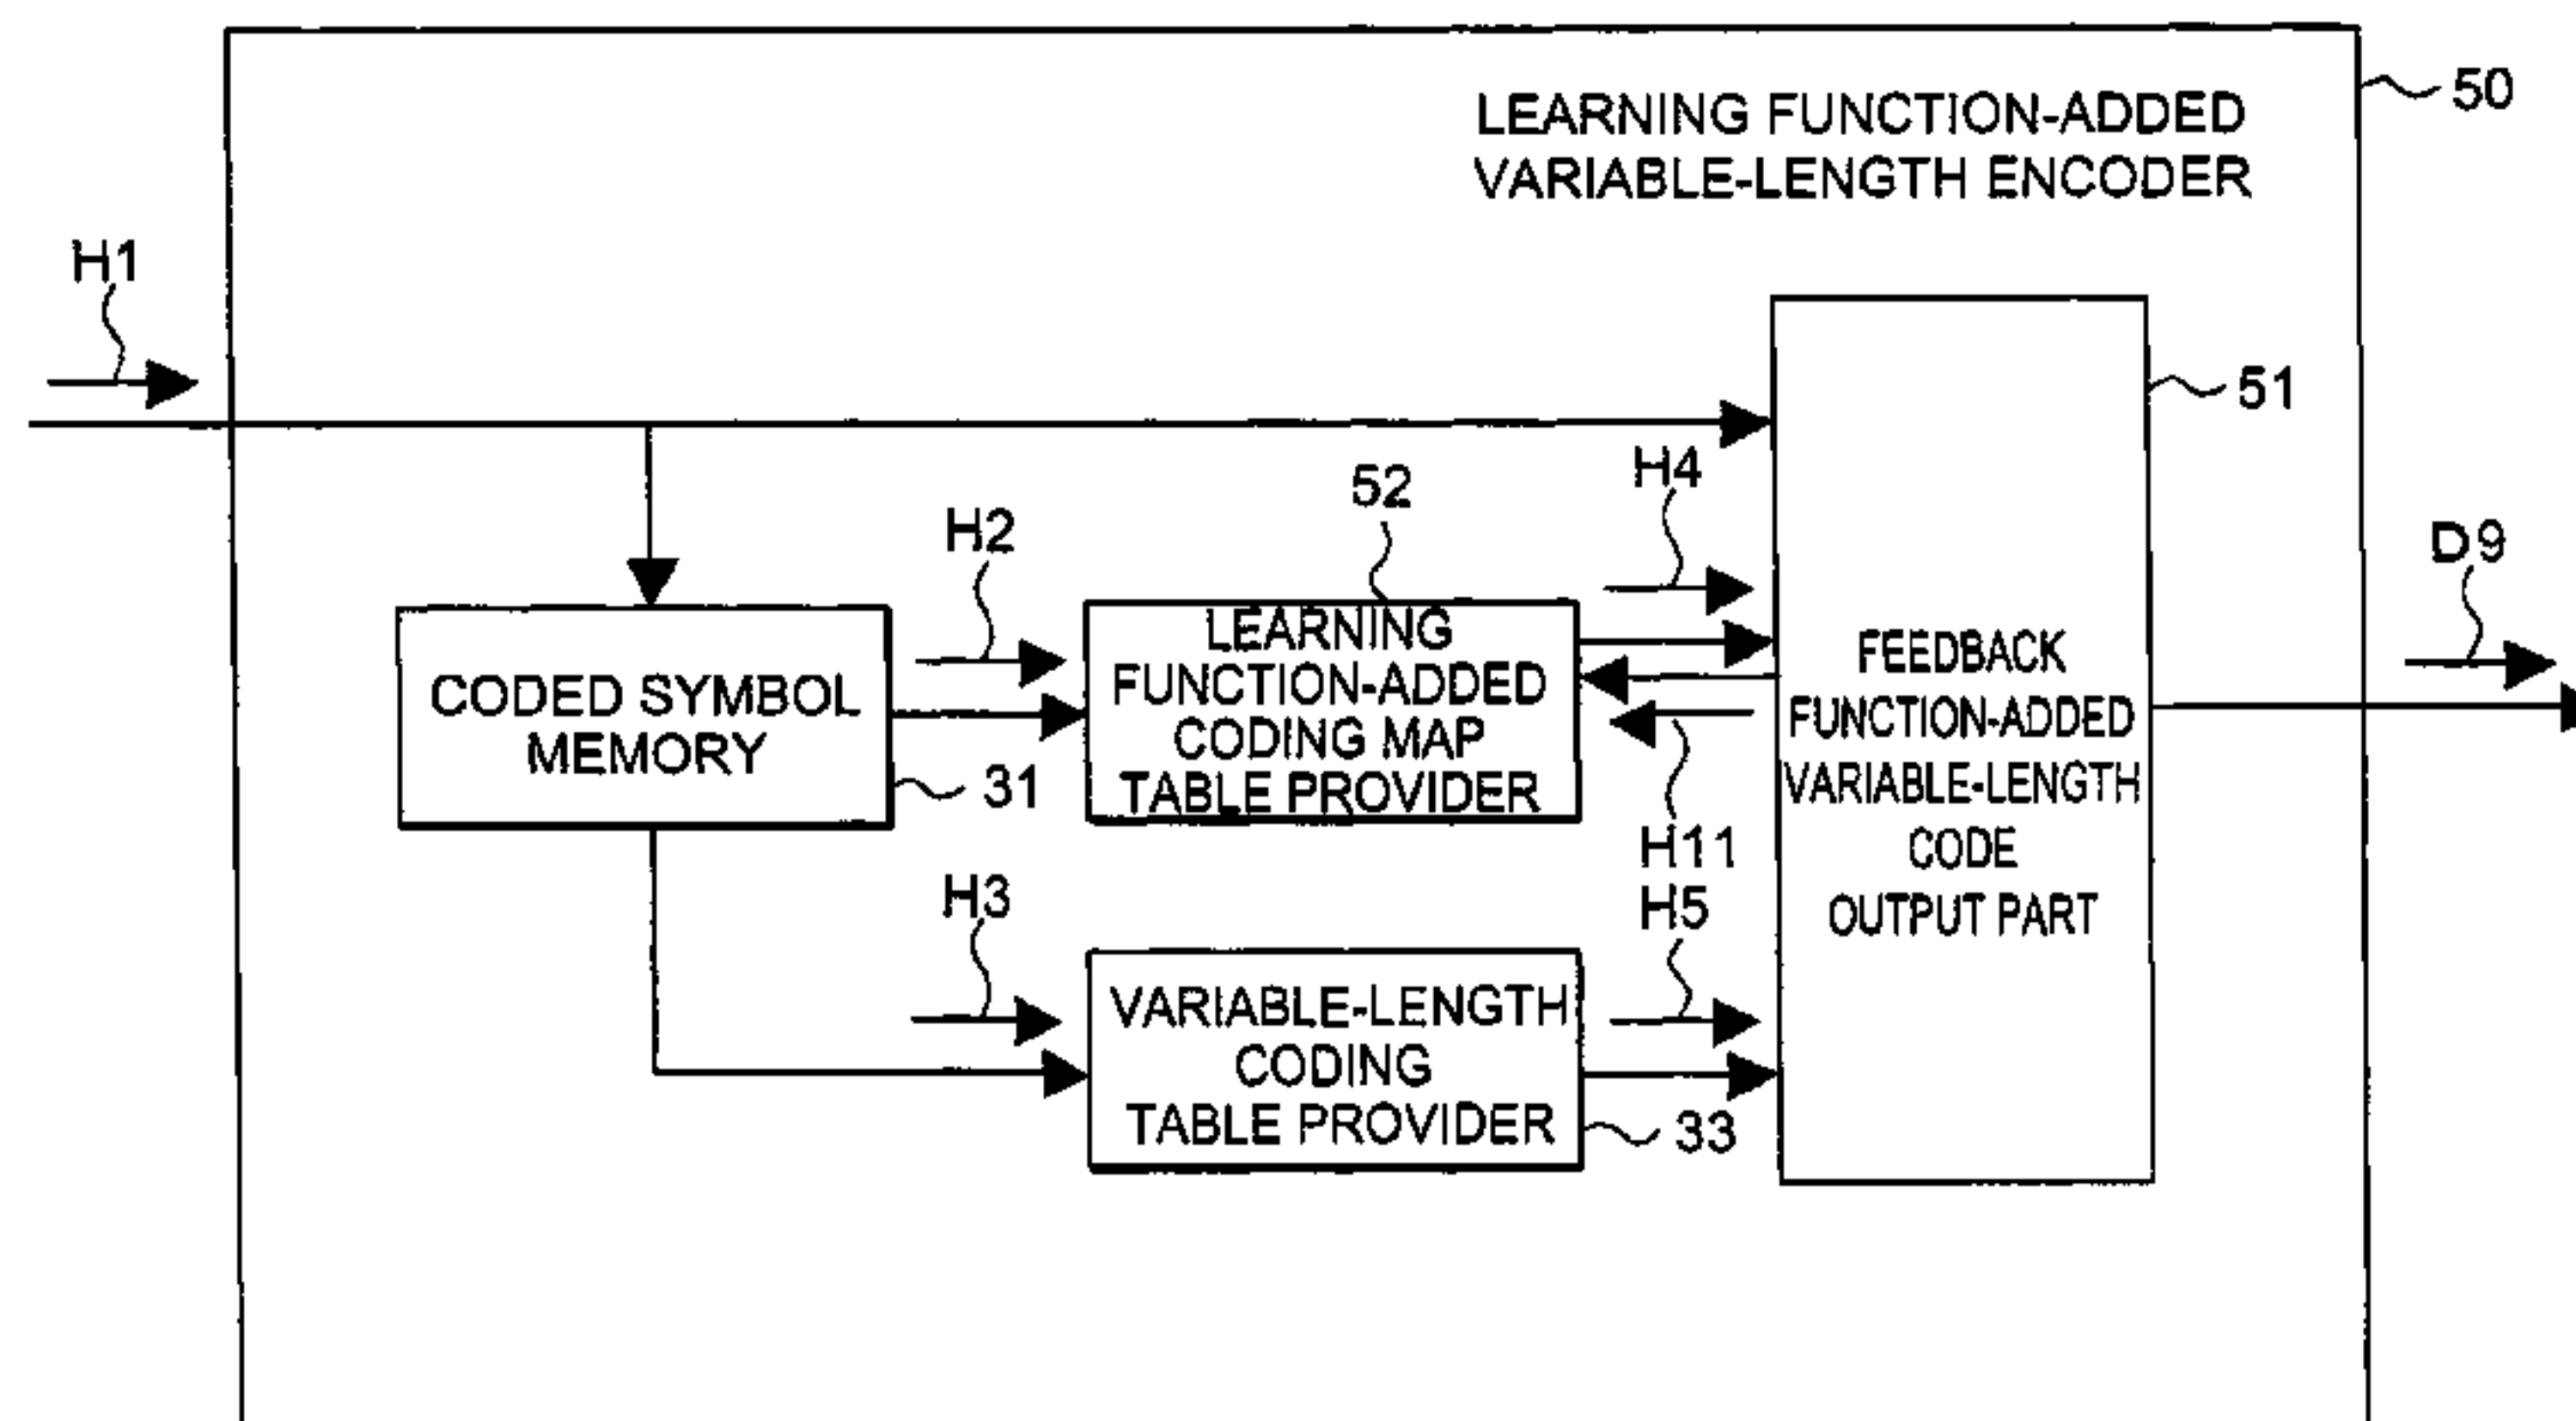 LEARNING FUNCTION-ADDED
VARIABLE-LENGTH ENCODER
50
H1
51
H4
52
H2
D9
LEARNING
FUNCTION-ADDED
CODING MAP
TABLE PROVIDER
CODED SYMBOL
MEMORY
31
FEEDBACK
FUNCTION-ADDED
VARIABLE-LENGTH
CODE
OUTPUT PART
H11
H3
H5
VARIABLE-LENGTH
CODING
TABLE PROVIDER
33